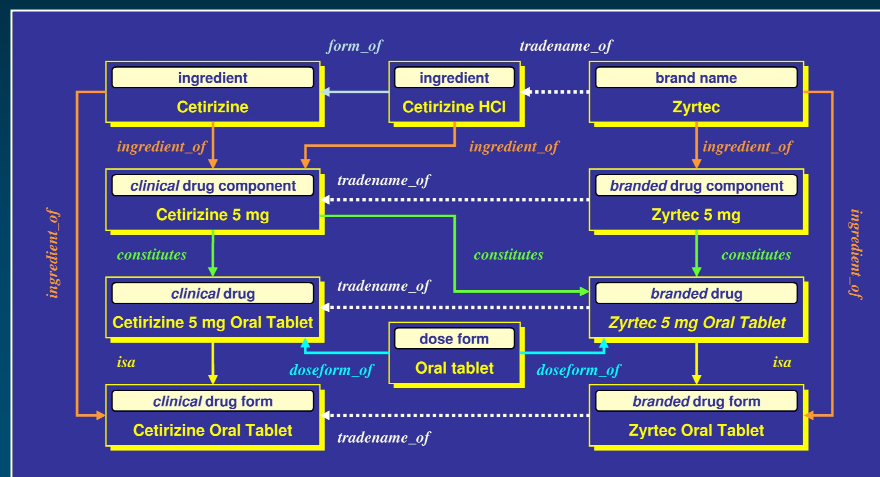 form_of
tradename_of
ingredient
ingredient
brand name
Cetirizine
Cetirizine HCl
Zyrtec
ingredient_of
ingredient_of
ingredient_of
clinical drug component
tradename_of
branded drug component
Cetirizine 5 mg
Zyrtec 5 mg
ingredient_of
ingredient_of
constitutes
constitutes
constitutes
clinical drug
tradename_of
branded drug
Cetirizine 5 mg Oral Tablet
Zyrtec 5 mg Oral Tablet
dose form
Oral tablet
isa
doseform_of
doseform_of
isa
clinical drug form
branded drug form
Cetirizine Oral Tablet
Zyrtec Oral Tablet
tradename_of